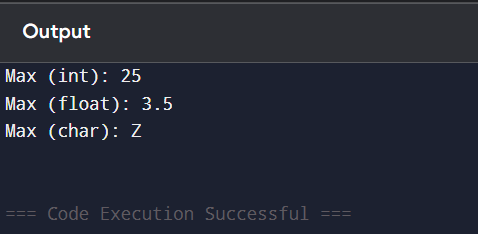 Output
Max (int): 25
Max (float): 3.5
Max (char): Z
=== Code Execution Successful ===